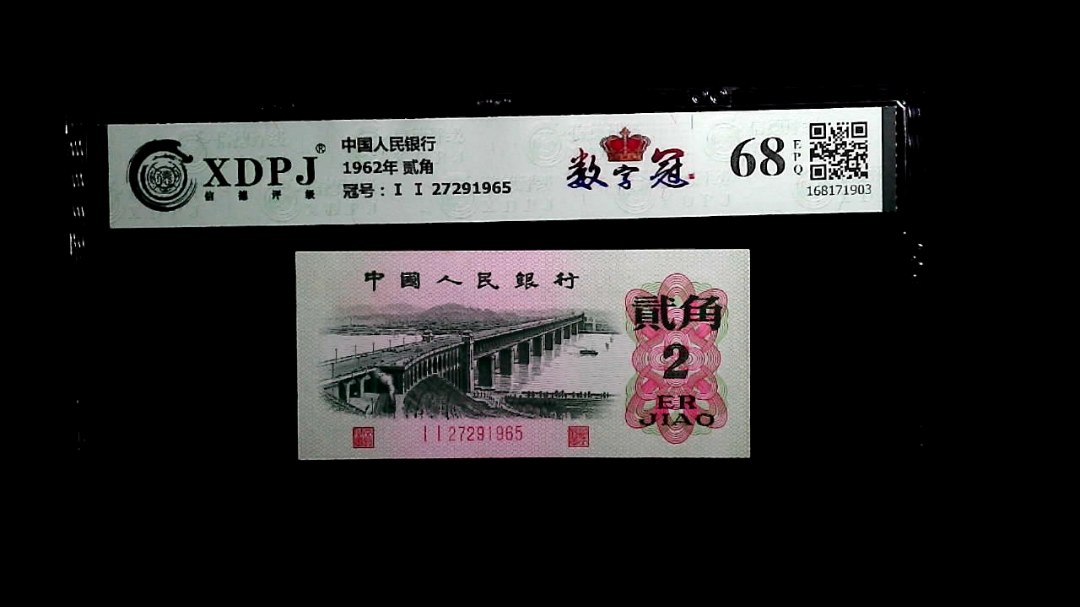 XDPJ®
信德评级
中国人民银行
1962年 贰角
冠号：I I 27291965
数字冠
68
EPQ
168171903
中國人民銀行
貳角
2
ER
JIAO
I I 27291965